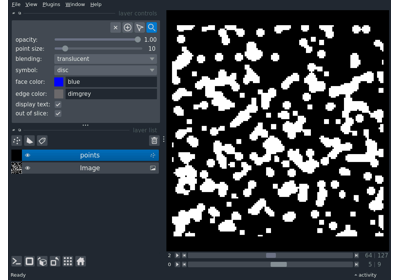 File View Plugins Window Help
layer controls
opacity: 1.00
point size: 10
blending: translucent
symbol: disc
face color: blue
edge color: dimgrey
display text:
out of slice:
layer list
points
Image
2 64 127
0 5 9
activity